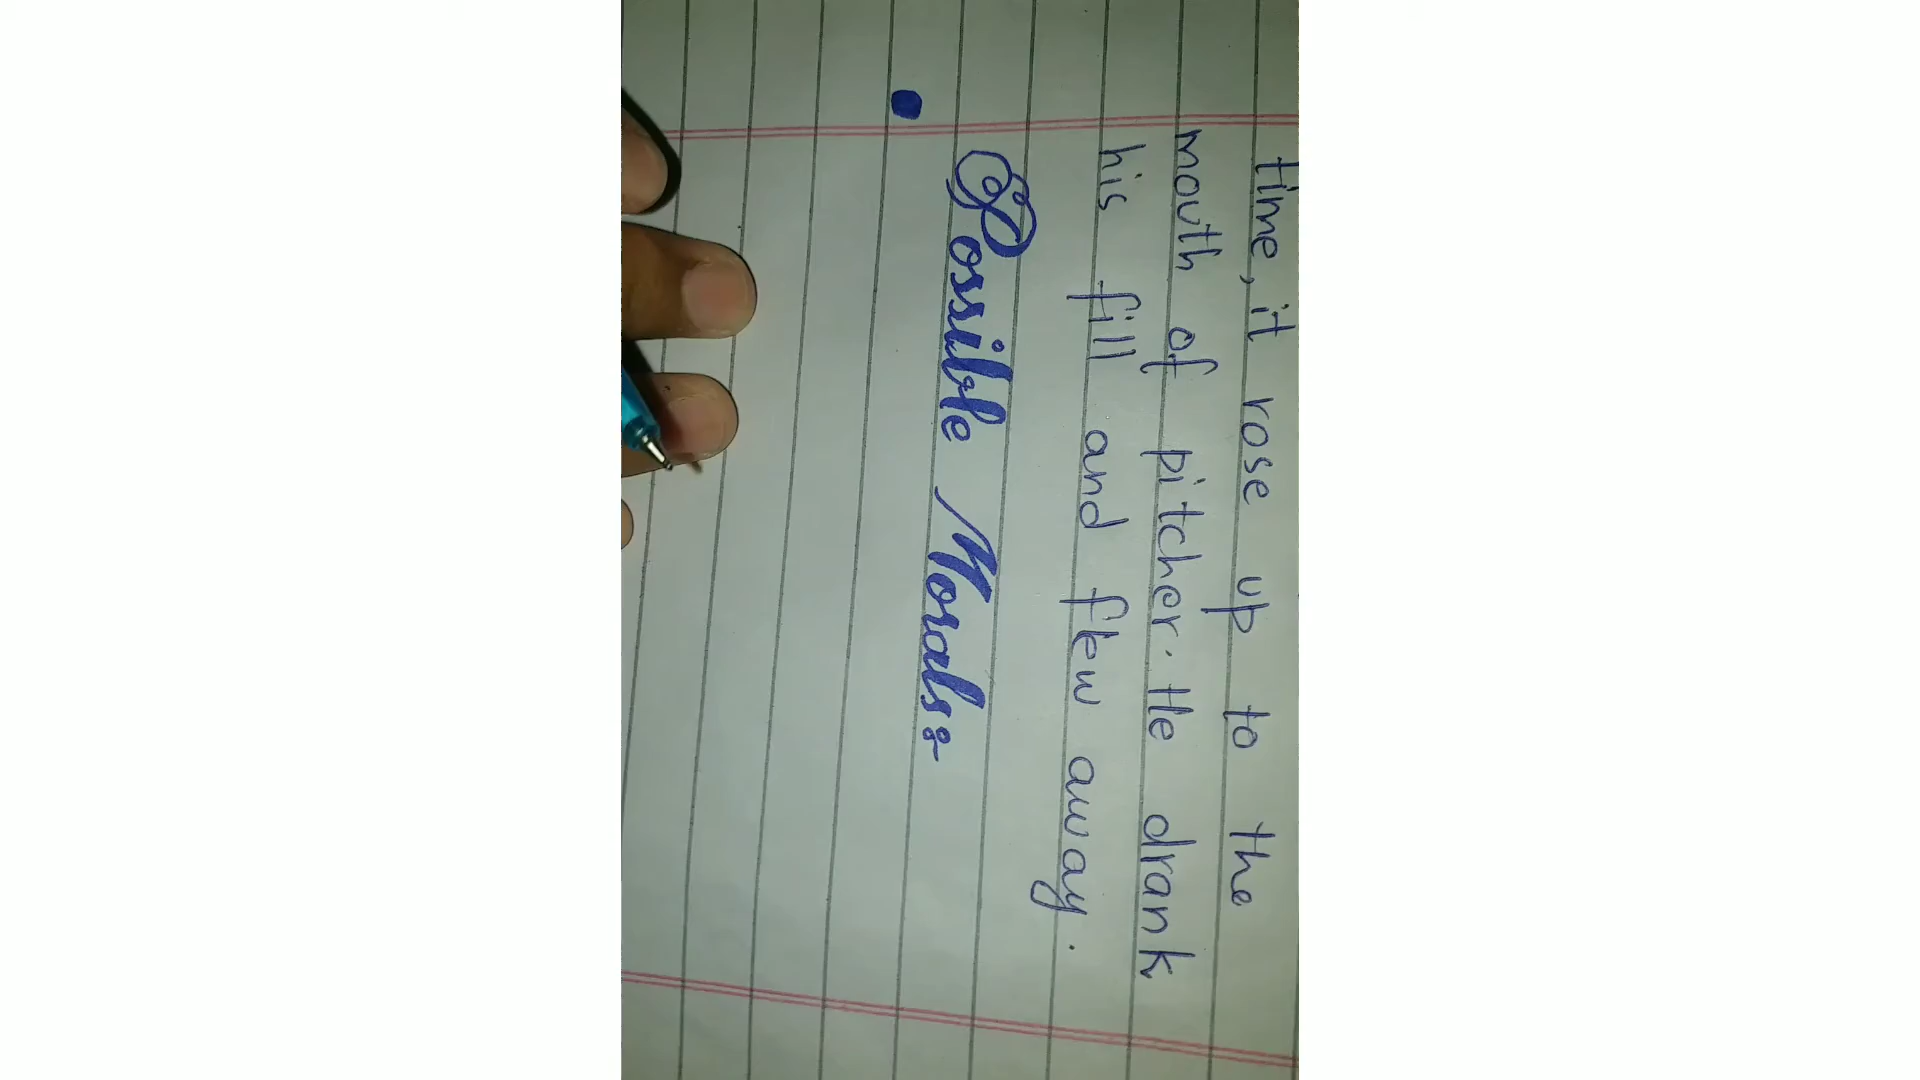 time, it rose up to the
mouth of pitcher. He drank
his fill and flew away.
Possible Morals:-